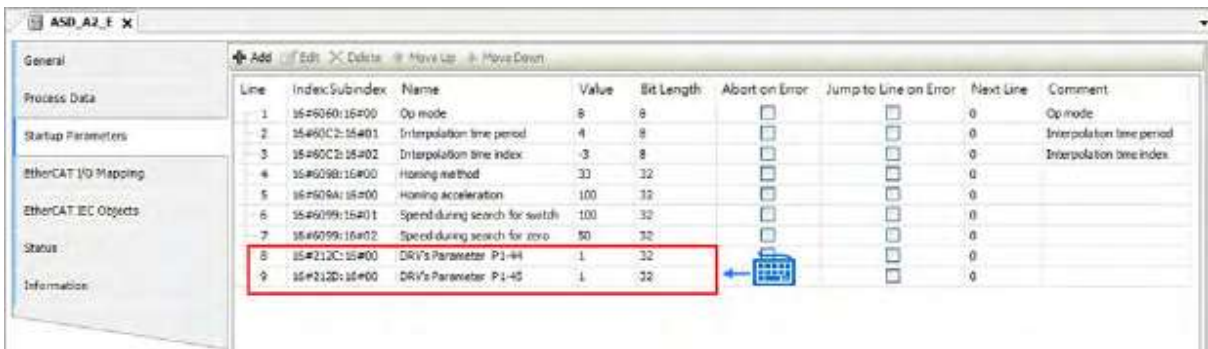 ASD_A2_E
General
Process Data
Startup Parameters
EtherCAT I/O Mapping
EtherCAT IEC Objects
Status
Information
Add Edit Delete Move Up Move Down
Line Index:Subindex Name Value Bit Length Abort on Error Jump to Line on Error Next Line Comment
1 16#6060:16#00 Op mode 8 8 0 Op mode
2 16#60C2:16#01 Interpolation time period 4 8 0 Interpolation time period
3 16#60C2:16#02 Interpolation time index -3 8 0 Interpolation time index
4 16#6098:16#00 Homing method 33 32 0
5 16#609A:16#00 Homing acceleration 100 32 0
6 16#6099:16#01 Speed during search for switch 100 32 0
7 16#6099:16#02 Speed during search for zero 50 32 0
8 16#212C:16#00 DRV's Parameter P1-44 1 32 0
9 16#212D:16#00 DRV's Parameter P1-45 1 32 0